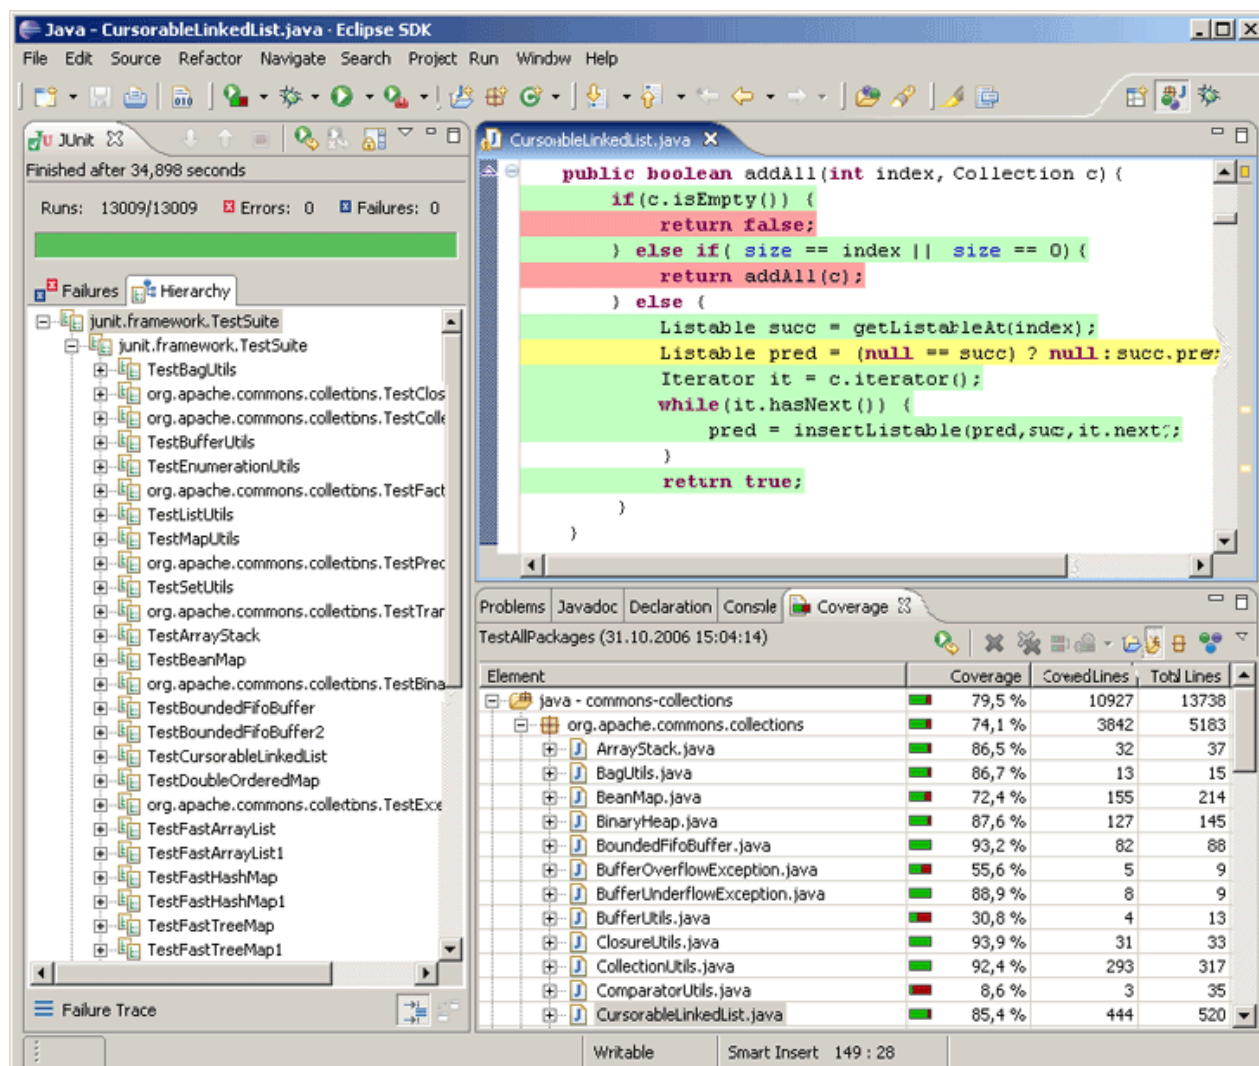 Java - CursorableLinkedList.java - Eclipse SDK
File Edit Source Refactor Navigate Search Project Run Window Help
JUnit
Finished after 34,898 seconds
Runs: 13009/13009 Errors: 0 Failures: 0
Failures Hierarchy
junit.framework.TestSuite
junit.framework.TestSuite
TestBagUtils
org.apache.commons.collections.TestClos
org.apache.commons.collections.TestColle
TestBufferUtils
TestEnumerationUtils
org.apache.commons.collections.TestFact
TestListUtils
TestMapUtils
org.apache.commons.collections.TestPred
TestSetUtils
org.apache.commons.collections.TestTran
TestArrayStack
TestBeanMap
org.apache.commons.collections.TestBina
TestBoundedFifoBuffer
TestBoundedFifoBuffer2
TestCursorableLinkedList
TestDoubleOrderedMap
org.apache.commons.collections.TestExce
TestFastArrayList
TestFastArrayList1
TestFastHashMap
TestFastHashMap1
TestFastTreeMap
TestFastTreeMap1
Failure Trace
CursorableLinkedList.java
public boolean addAll(int index, Collection c) {
if(c.isEmpty()) {
return false;
} else if( size == index || size == 0) {
return addAll(c);
} else {
Listable succ = getListableAt(index);
Listable pred = (null == succ) ? null : succ.prev
Iterator it = c.iterator();
while(it.hasNext()) {
pred = insertListable(pred,succ,it.next
}
return true;
}
}
Problems Javadoc Declaration Console Coverage
TestAllPackages (31.10.2006 15:04:14)
Element Coverage Covered Lines Total Lines
java - commons-collections 79,5 % 10927 13738
org.apache.commons.collections 74,1 % 3842 5183
ArrayStack.java 86,5 % 32 37
BagUtils.java 86,7 % 13 15
BeanMap.java 72,4 % 155 214
BinaryHeap.java 87,6 % 127 145
BoundedFifoBuffer.java 93,2 % 82 88
BufferOverflowException.java 55,6 % 5 9
BufferUnderflowException.java 88,9 % 8 9
BufferUtils.java 30,8 % 4 13
ClosureUtils.java 93,9 % 31 33
CollectionUtils.java 92,4 % 293 317
ComparatorUtils.java 8,6 % 3 35
CursorableLinkedList.java 85,4 % 444 520
Writable Smart Insert 149 : 28